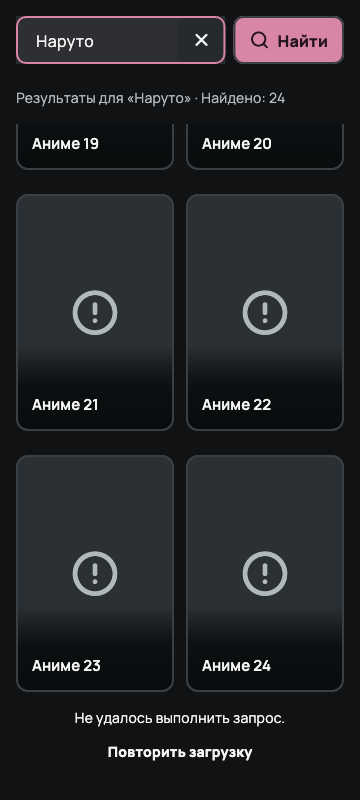 Наруто
Найти
Результаты для «Наруто» · Найдено: 24
Аниме 19
Аниме 20
Аниме 21
Аниме 22
Аниме 23
Аниме 24
Не удалось выполнить запрос.
Повторить загрузку